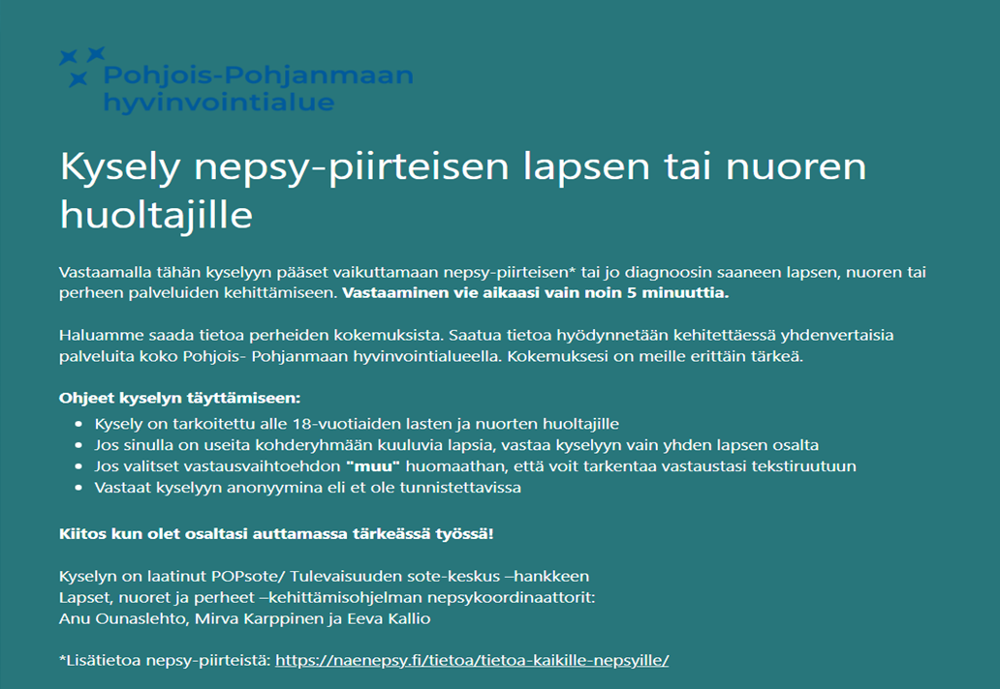 Pohjois-Pohjanmaan
hyvinvointialue
Kysely nepsy-piirteisen lapsen tai nuoren
huoltajille
Vastaamalla tähän kyselyyn pääset vaikuttamaan nepsy-piirteisen* tai jo diagnoosin saaneen lapsen, nuoren tai
perheen palveluiden kehittämiseen. Vastaaminen vie aikaasi vain noin 5 minuuttia.
Haluamme saada tietoa perheiden kokemuksista. Saatua tietoa hyödynnetään kehitettäessä yhdenvertaisia
palveluita koko Pohjois- Pohjanmaan hyvinvointialueella. Kokemuksesi on meille erittäin tärkeä.
Ohjeet kyselyn täyttämiseen:
• Kysely on tarkoitettu alle 18-vuotiaiden lasten ja nuorten huoltajille
• Jos sinulla on useita kohderyhmään kuuluvia lapsia, vastaa kyselyyn vain yhden lapsen osalta
• Jos valitset vastausvaihtoehdon "muu" huomaathan, että voit tarkentaa vastaustasi tekstiruutuun
• Vastaat kyselyyn anonyymina eli et ole tunnistettavissa
Kiitos kun olet osaltasi auttamassa tärkeässä työssä!
Kyselyn on laatinut POPsote/ Tulevaisuuden sote-keskus –hankkeen
Lapset, nuoret ja perheet –kehittämisohjelman nepsykoordinaattorit:
Anu Ounaslehto, Mirva Karppinen ja Eeva Kallio
*Lisätietoa nepsy-piirteistä: https://naenepsy.fi/tietoa/tietoa-kaikille-nepsyille/